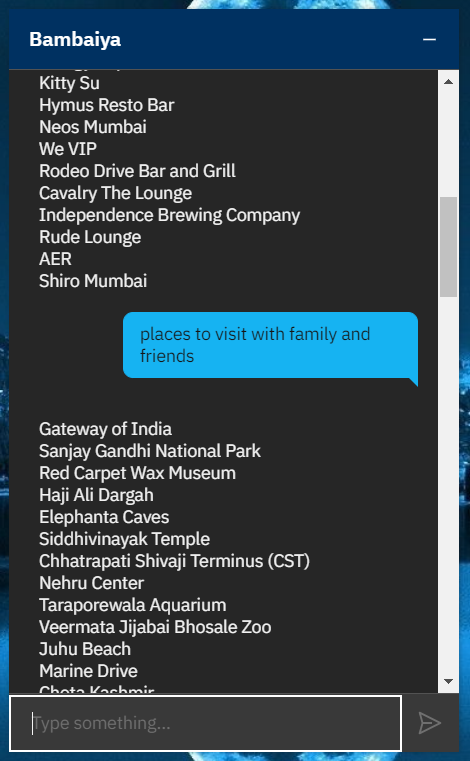 Bambaiya
Kitty Su
Hymus Resto Bar
Neos Mumbai
We VIP
Rodeo Drive Bar and Grill
Cavalry The Lounge
Independence Brewing Company
Rude Lounge
AER
Shiro Mumbai
places to visit with family and
friends
Gateway of India
Sanjay Gandhi National Park
Red Carpet Wax Museum
Haji Ali Dargah
Elephanta Caves
Siddhivinayak Temple
Chhatrapati Shivaji Terminus (CST)
Nehru Center
Taraporewala Aquarium
Veermata Jijabai Bhosale Zoo
Juhu Beach
Marine Drive
Type something...